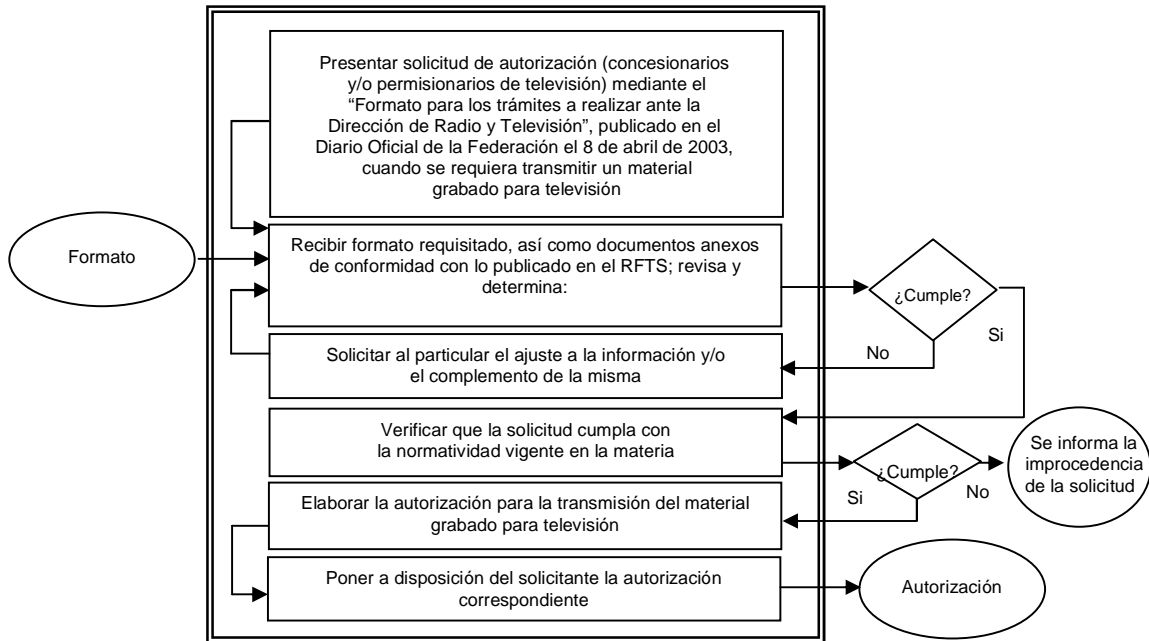 Presentar solicitud de autorización (concesionarios
y/o permisionarios de televisión) mediante el
“Formato para los trámites a realizar ante la
Dirección de Radio y Televisión”, publicado en el
Diario Oficial de la Federación el 8 de abril de 2003,
cuando se requiera transmitir un material
grabado para televisión
Formato
Recibir formato requisitado, así como documentos anexos
de conformidad con lo publicado en el RFTS; revisa y
determina:
¿Cumple?
Si
No
Solicitar al particular el ajuste a la información y/o
el complemento de la misma
Verificar que la solicitud cumpla con
la normatividad vigente en la materia
¿Cumple?
Si
No
Se informa la
improcedencia
de la solicitud
Elaborar la autorización para la transmisión del material
grabado para televisión
Poner a disposición del solicitante la autorización
correspondiente
Autorización